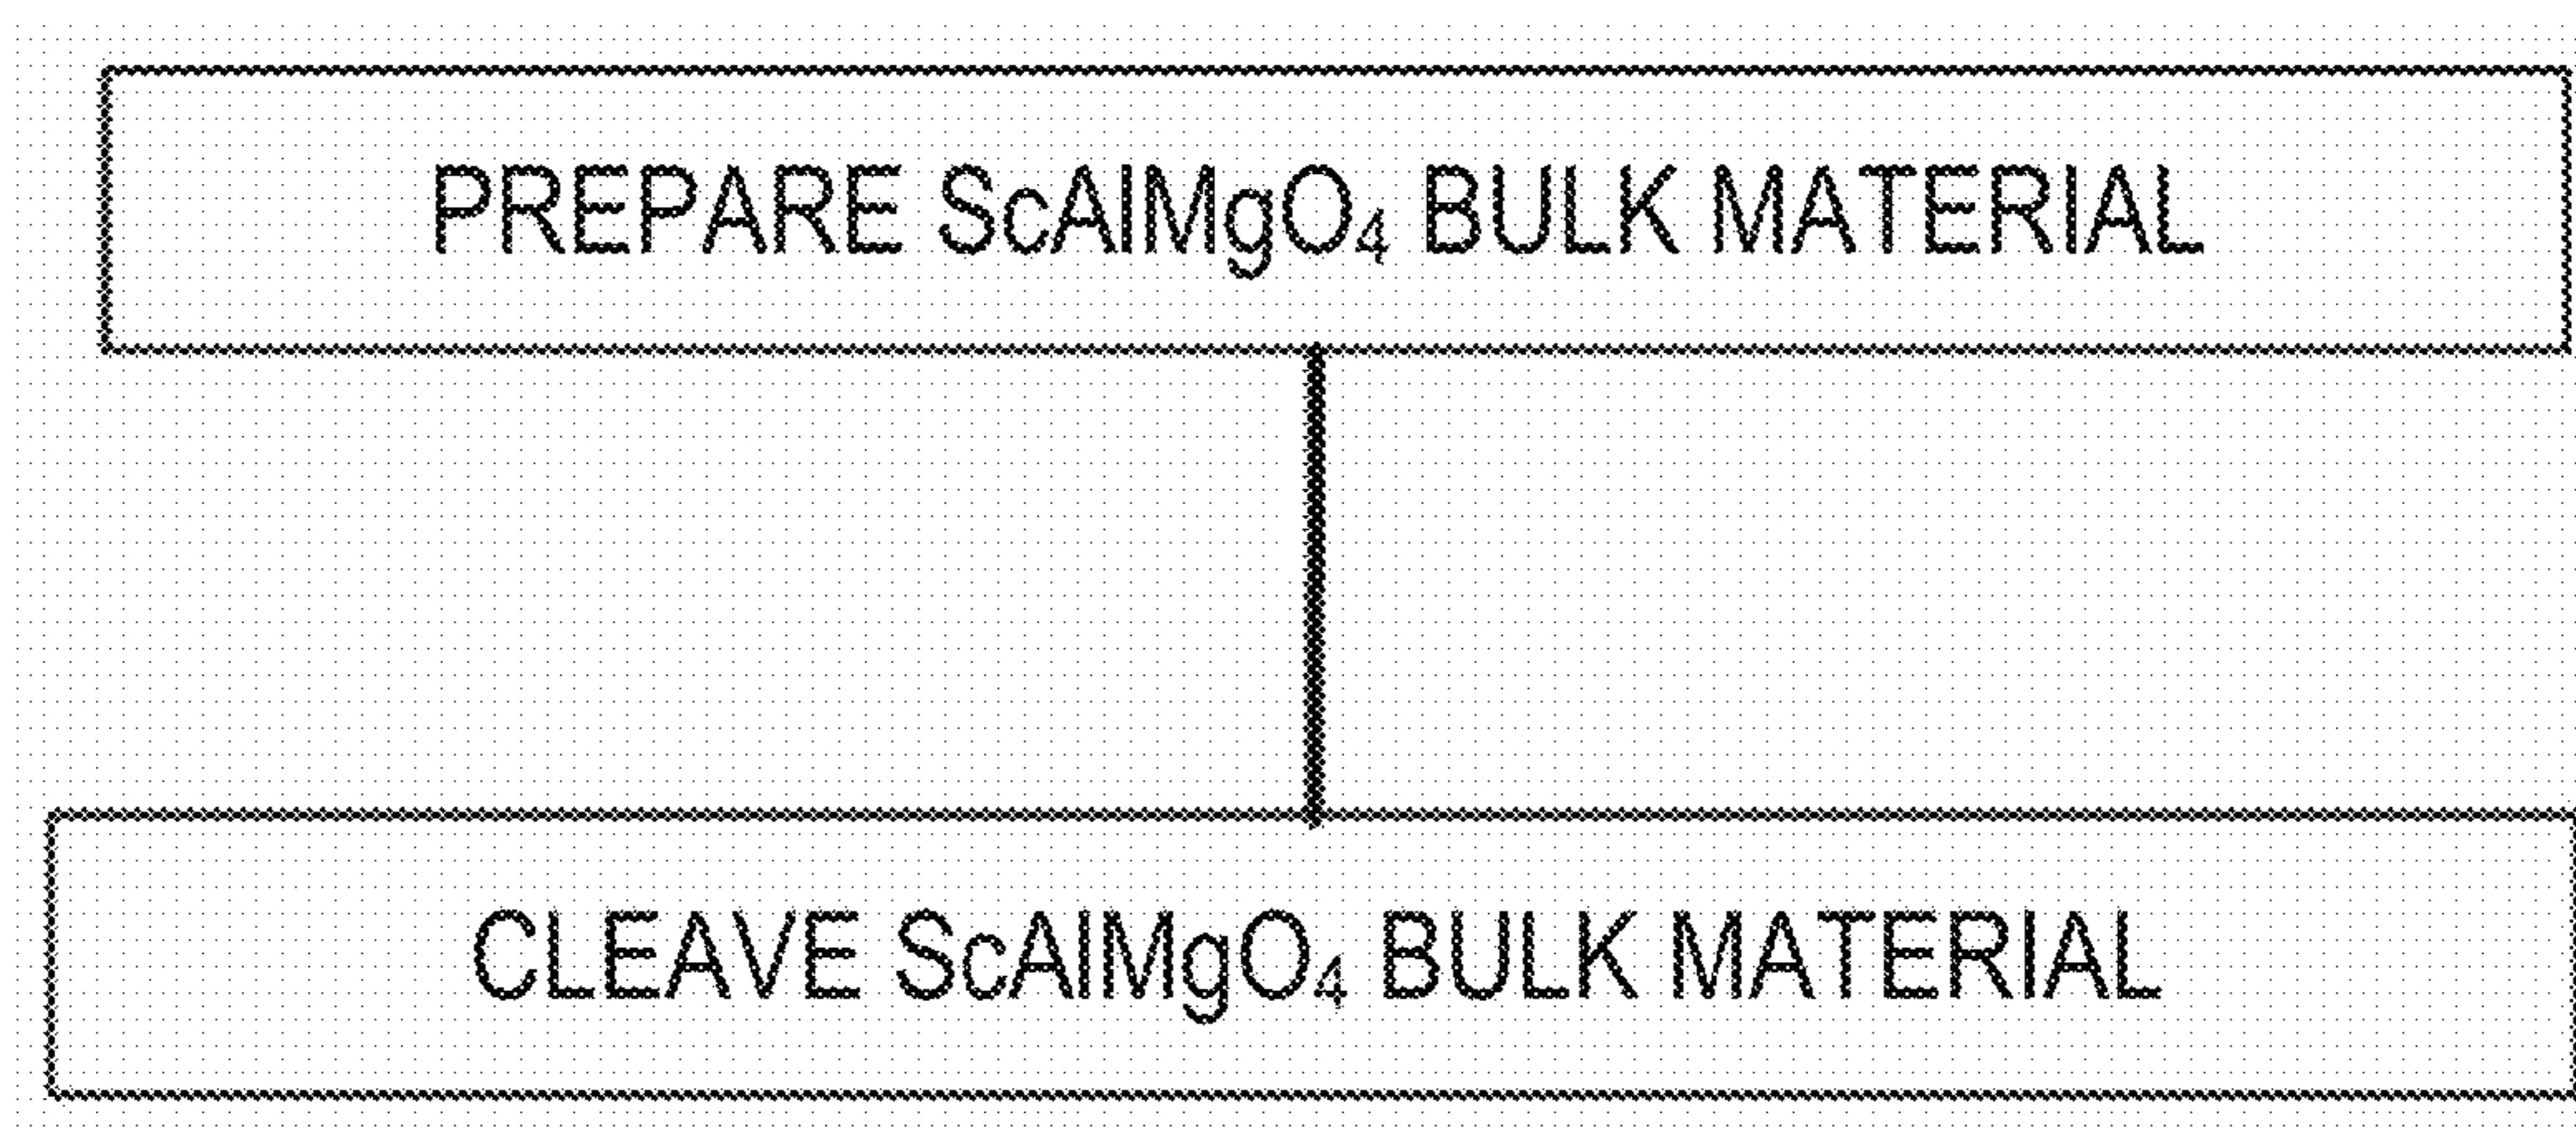 PREPARE ScAlMgO₄ BULK MATERIAL
CLEAVE ScAlMgO₄ BULK MATERIAL